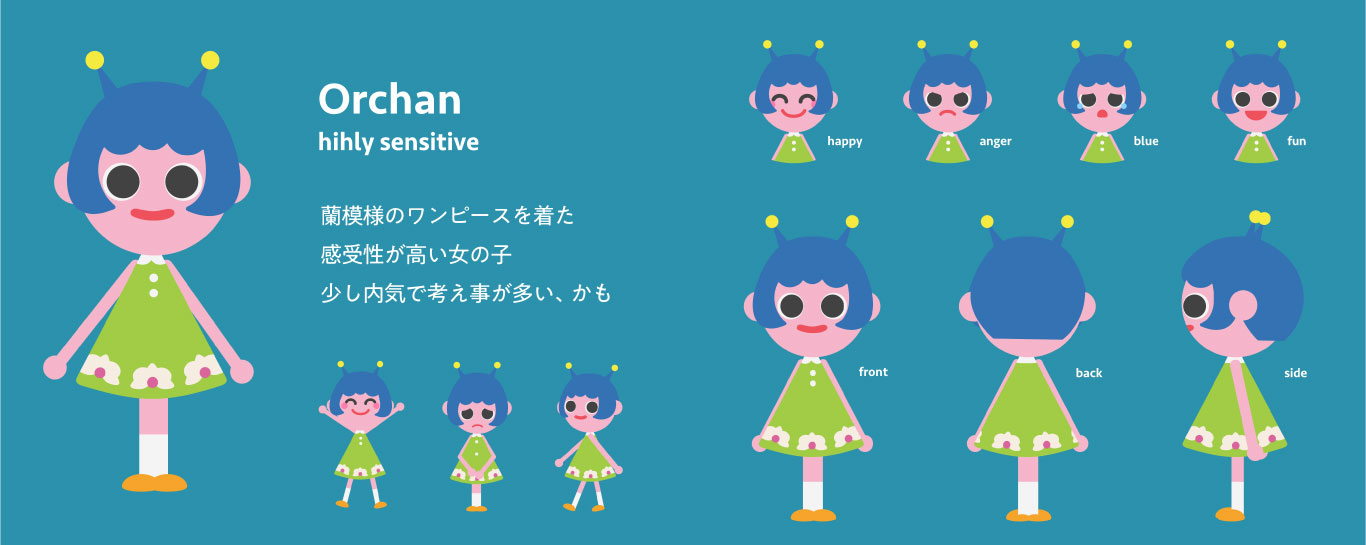 Orchan
hihly sensitive
蘭模様のワンピースを着た
感受性が高い女の子
少し内気で考え事が多い、かも
happy
anger
blue
fun
front
back
side